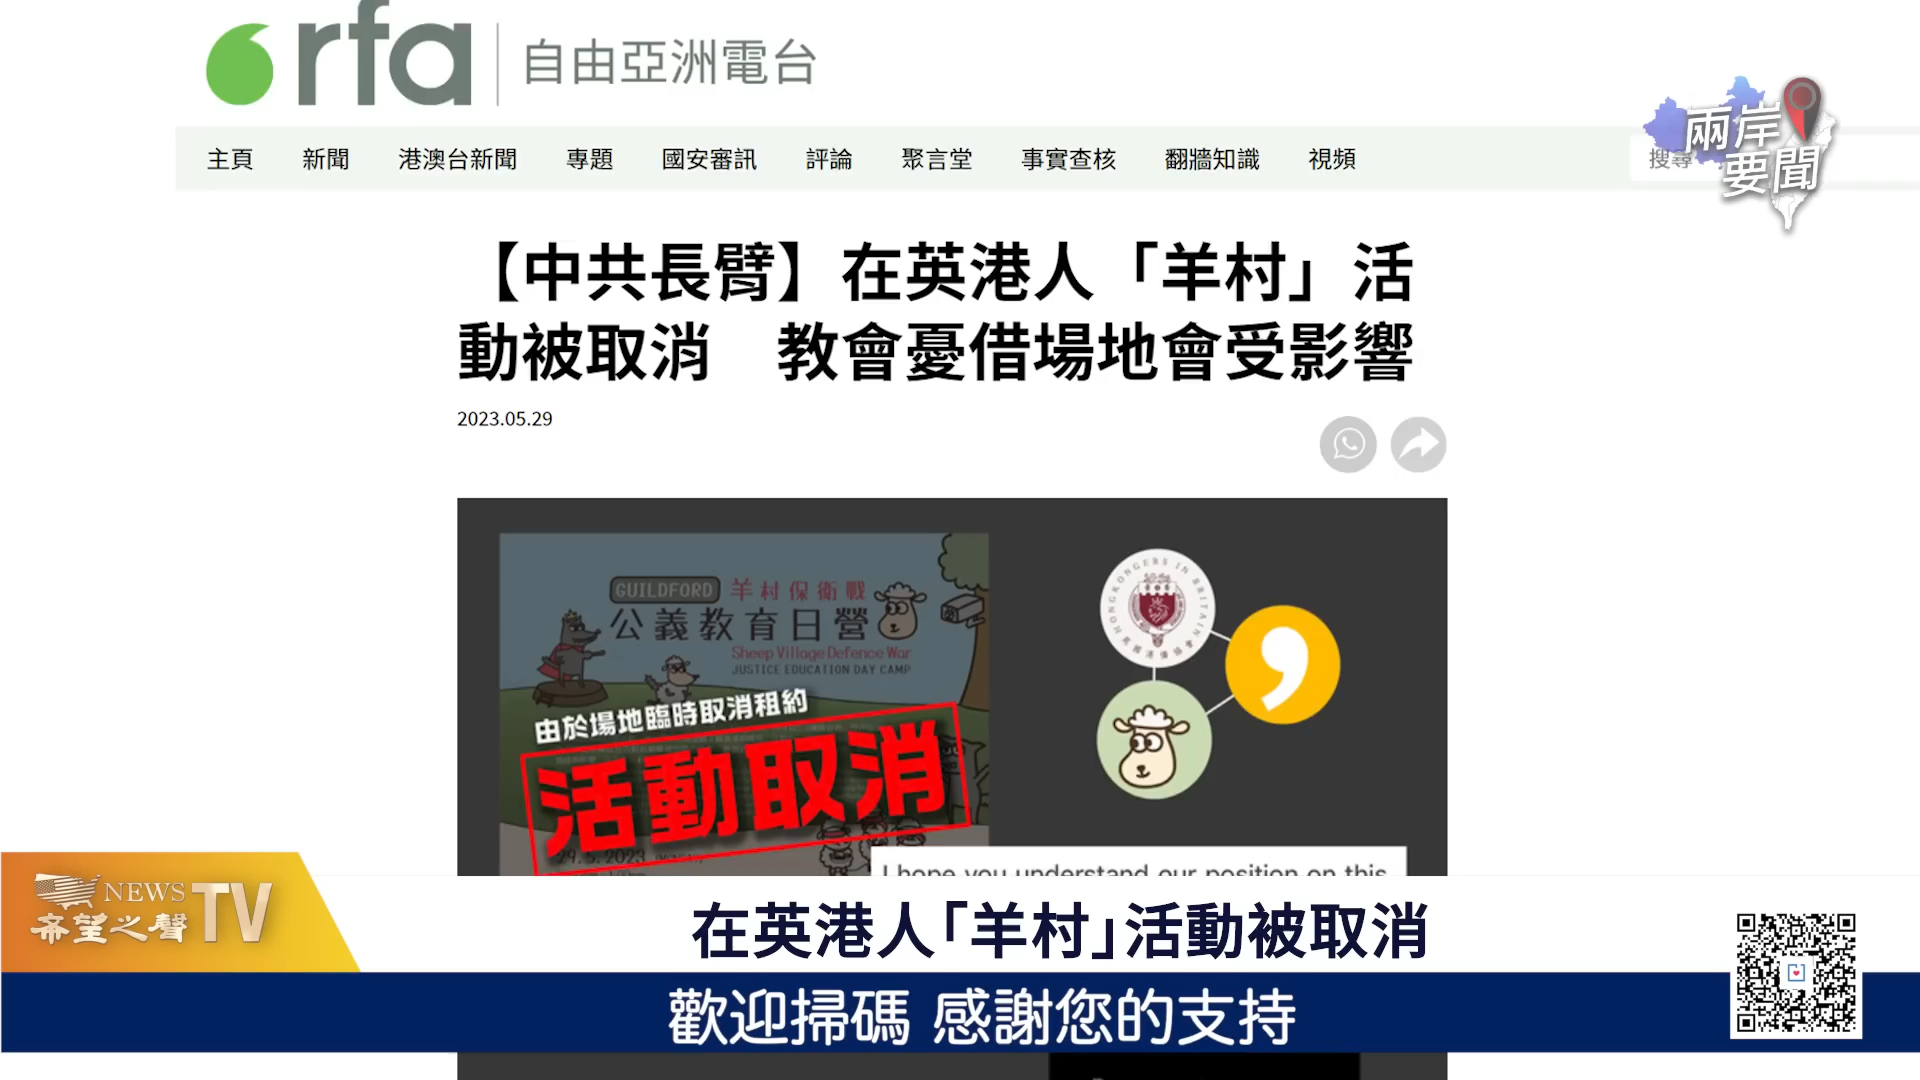 rfa 自由亞洲電台
兩岸
要聞
主頁 新聞 港澳台新聞 專題 國安審訊 評論 聚言堂 事實查核 翻牆知識 視頻 搜尋
【中共長臂】在英港人「羊村」活
動被取消 教會憂借場地會受影響
2023.05.29
GUILDFORD 羊村保衛戰
公義教育日營
Sheep Village Defence War
JUSTICE EDUCATION DAY CAMP
由於場地臨時取消租約
活動取消
29.5.2023
HONGKONGERS IN BRITAIN
I hope you understand our position on this
NEWS
希望之聲 TV
在英港人「羊村」活動被取消
歡迎掃碼 感謝您的支持